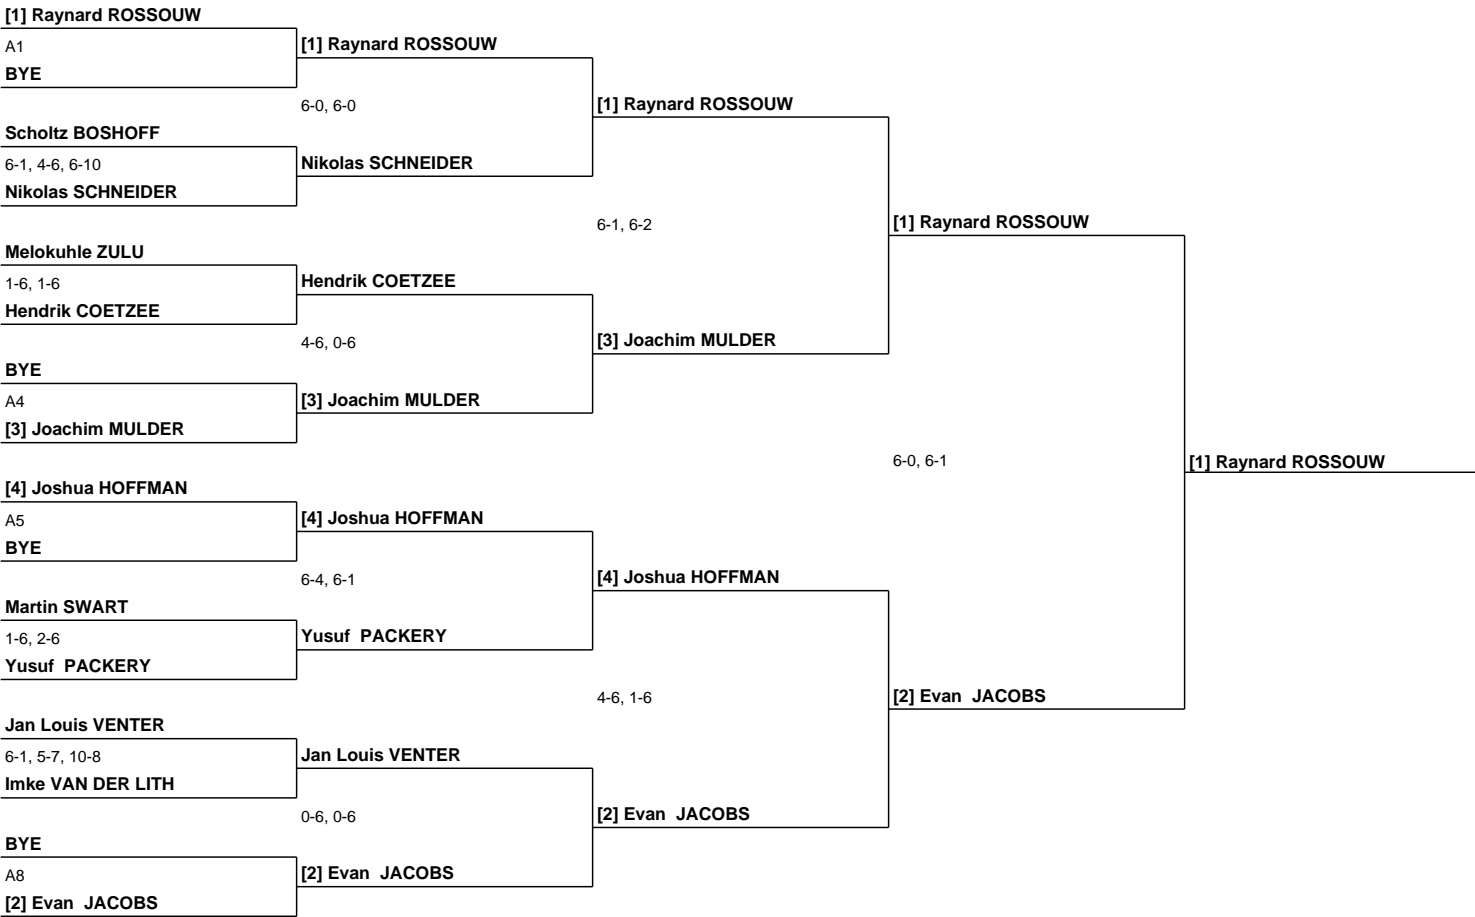 [1] Raynard ROSSOUW
A1
BYE
Scholtz BOSHOFF
6-1, 4-6, 6-10
Nikolas SCHNEIDER
Melokuhle ZULU
1-6, 1-6
Hendrik COETZEE
BYE
A4
[3] Joachim MULDER
[4] Joshua HOFFMAN
A5
BYE
Martin SWART
1-6, 2-6
Yusuf PACKERY
Jan Louis VENTER
6-1, 5-7, 10-8
Imke VAN DER LITH
BYE
A8
[2] Evan JACOBS
[1] Raynard ROSSOUW
6-0, 6-0
Nikolas SCHNEIDER
Hendrik COETZEE
4-6, 0-6
[3] Joachim MULDER
[4] Joshua HOFFMAN
6-4, 6-1
Yusuf PACKERY
Jan Louis VENTER
0-6, 0-6
[2] Evan JACOBS
[1] Raynard ROSSOUW
6-1, 6-2
[3] Joachim MULDER
[4] Joshua HOFFMAN
4-6, 1-6
[2] Evan JACOBS
[1] Raynard ROSSOUW
6-0, 6-1
[2] Evan JACOBS
[1] Raynard ROSSOUW